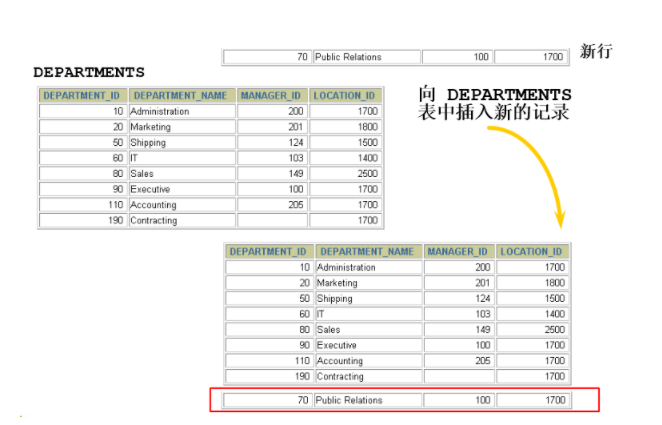 70 Public Relations 100 1700 新行
DEPARTMENTS
DEPARTMENT_ID DEPARTMENT_NAME MANAGER_ID LOCATION_ID
10 Administration 200 1700
20 Marketing 201 1800
50 Shipping 124 1500
60 IT 103 1400
80 Sales 149 2500
90 Executive 100 1700
110 Accounting 205 1700
190 Contracting 1700
向 DEPARTMENTS
表中插入新的记录
DEPARTMENT_ID DEPARTMENT_NAME MANAGER_ID LOCATION_ID
10 Administration 200 1700
20 Marketing 201 1800
50 Shipping 124 1500
60 IT 103 1400
80 Sales 149 2500
90 Executive 100 1700
110 Accounting 205 1700
190 Contracting 1700
70 Public Relations 100 1700